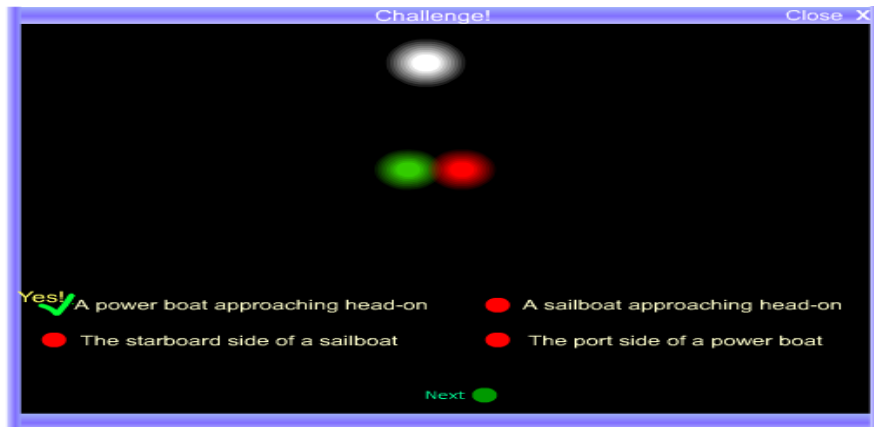 Challenge!
Close X
Yes!
A power boat approaching head-on
A sailboat approaching head-on
The starboard side of a sailboat
The port side of a power boat
Next